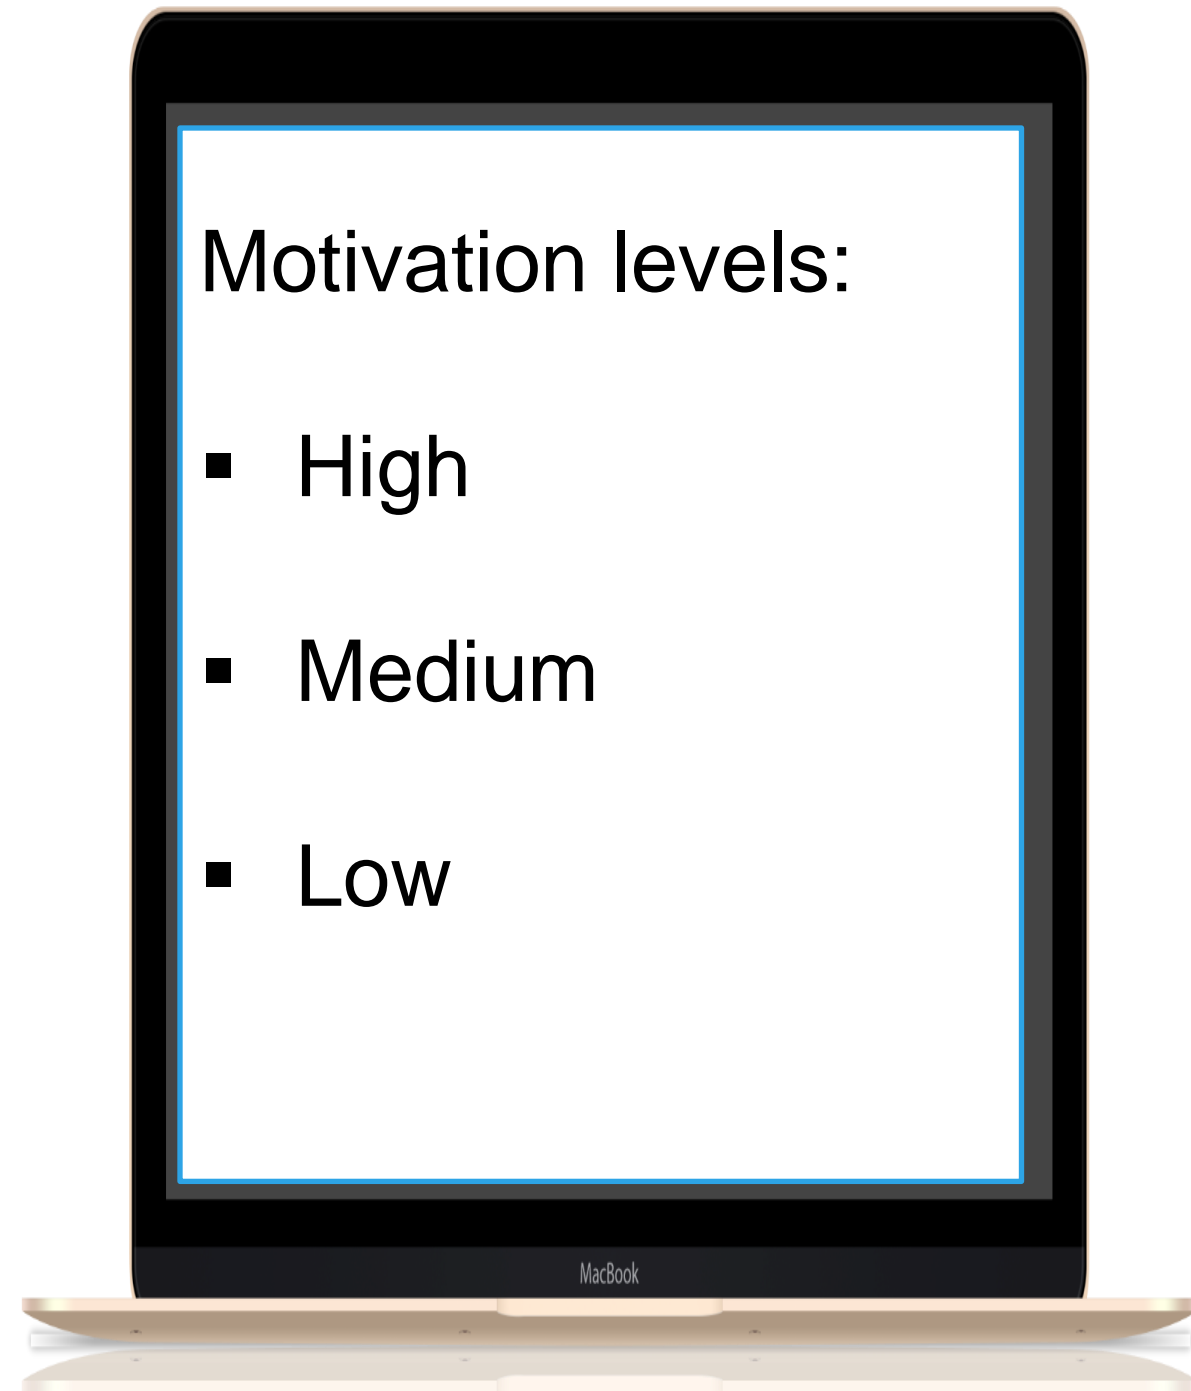 Motivation levels:
▪ High
▪ Medium
▪ Low
MacBook